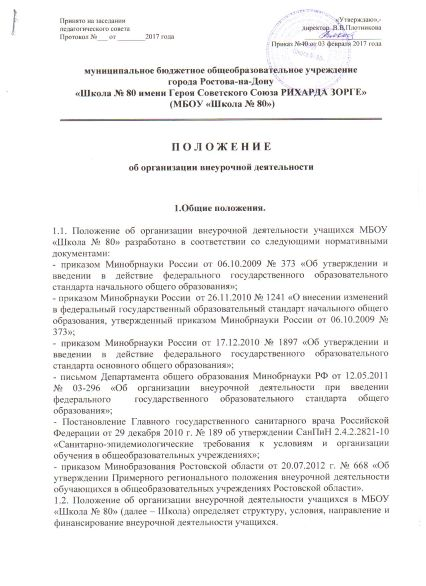 Принято на заседании
педагогического совета
Протокол №___от ________2017 года
«Утверждаю»
директор В.В.Плотникова
Приказ №40 от 03 февраля 2017 года
муниципальное бюджетное общеобразовательное учреждение
города Ростова-на-Дону
«Школа № 80 имени Героя Советского Союза РИХАРДА ЗОРГЕ»
(МБОУ «Школа № 80»)
П О Л О Ж Е Н И Е
об организации внеурочной деятельности
1.Общие положения.
1.1. Положение об организации внеурочной деятельности учащихся МБОУ
«Школа № 80» разработано в соответствии со следующими нормативными
документами:
- приказом Минобрнауки России от 06.10.2009 № 373 «Об утверждении и
введении в действие федерального государственного образовательного
стандарта начального общего образования»;
- приказом Минобрнауки России от 26.11.2010 № 1241 «О внесении изменений
в федеральный государственный образовательный стандарт начального общего
образования, утвержденный приказом Минобрнауки России от 06.10.2009 №
373»;
- приказом Минобрнауки России от 17.12.2010 № 1897 «Об утверждении и
введении в действие федерального государственного образовательного
стандарта основного общего образования»;
- письмом Департамента общего образования Минобрнауки РФ от 12.05.2011
№ 03-296 «Об организации внеурочной деятельности при введении
федерального государственного образовательного стандарта общего
образования»;
- Постановление Главного государственного санитарного врача Российской
Федерации от 29 декабря 2010 г. № 189 об утверждении СанПиН 2.4.2.2821-10
«Санитарно-эпидемиологические требования к условиям и организации
обучения в общеобразовательных учреждениях»;
- приказом Минобразования Ростовской области от 20.07.2012 г. № 668 «Об
утверждении Примерного регионального положения внеурочной деятельности
обучающихся в общеобразовательных учреждениях Ростовской области».
1.2. Положение об организации внеурочной деятельности учащихся в МБОУ
«Школа № 80» (далее – Школа) определяет структуру, условия, направление и
финансирование внеурочной деятельности учащихся.